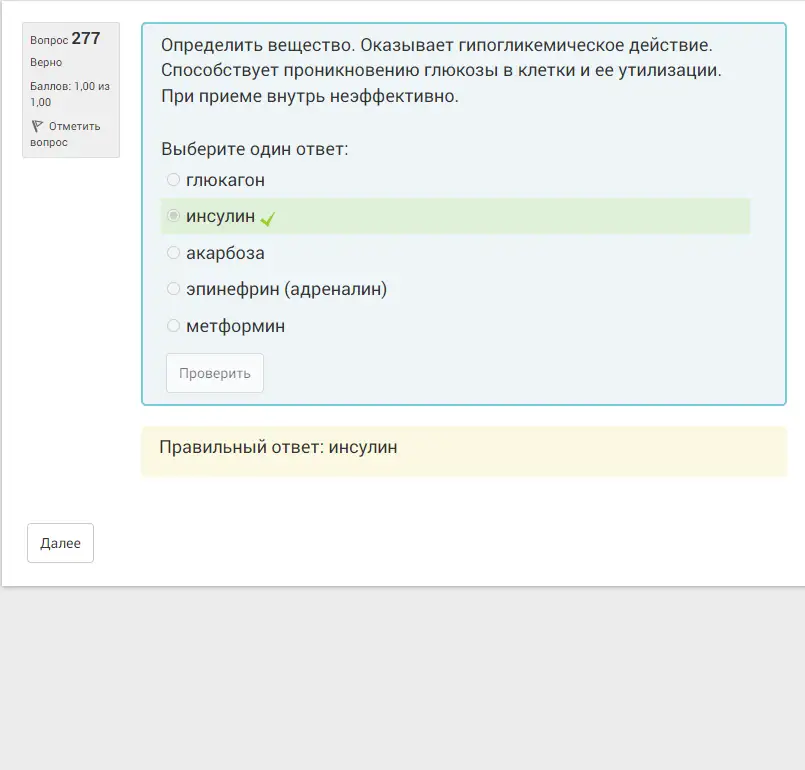 Вопрос 277
Верно
Баллов: 1,00 из
1,00
Отметить
вопрос
Определить вещество. Оказывает гипогликемическое действие.
Способствует проникновению глюкозы в клетки и ее утилизации.
При приеме внутрь неэффективно.
Выберите один ответ:
глюкагон
инсулин
акарбоза
эпинефрин (адреналин)
метформин
Проверить
Правильный ответ: инсулин
Далее